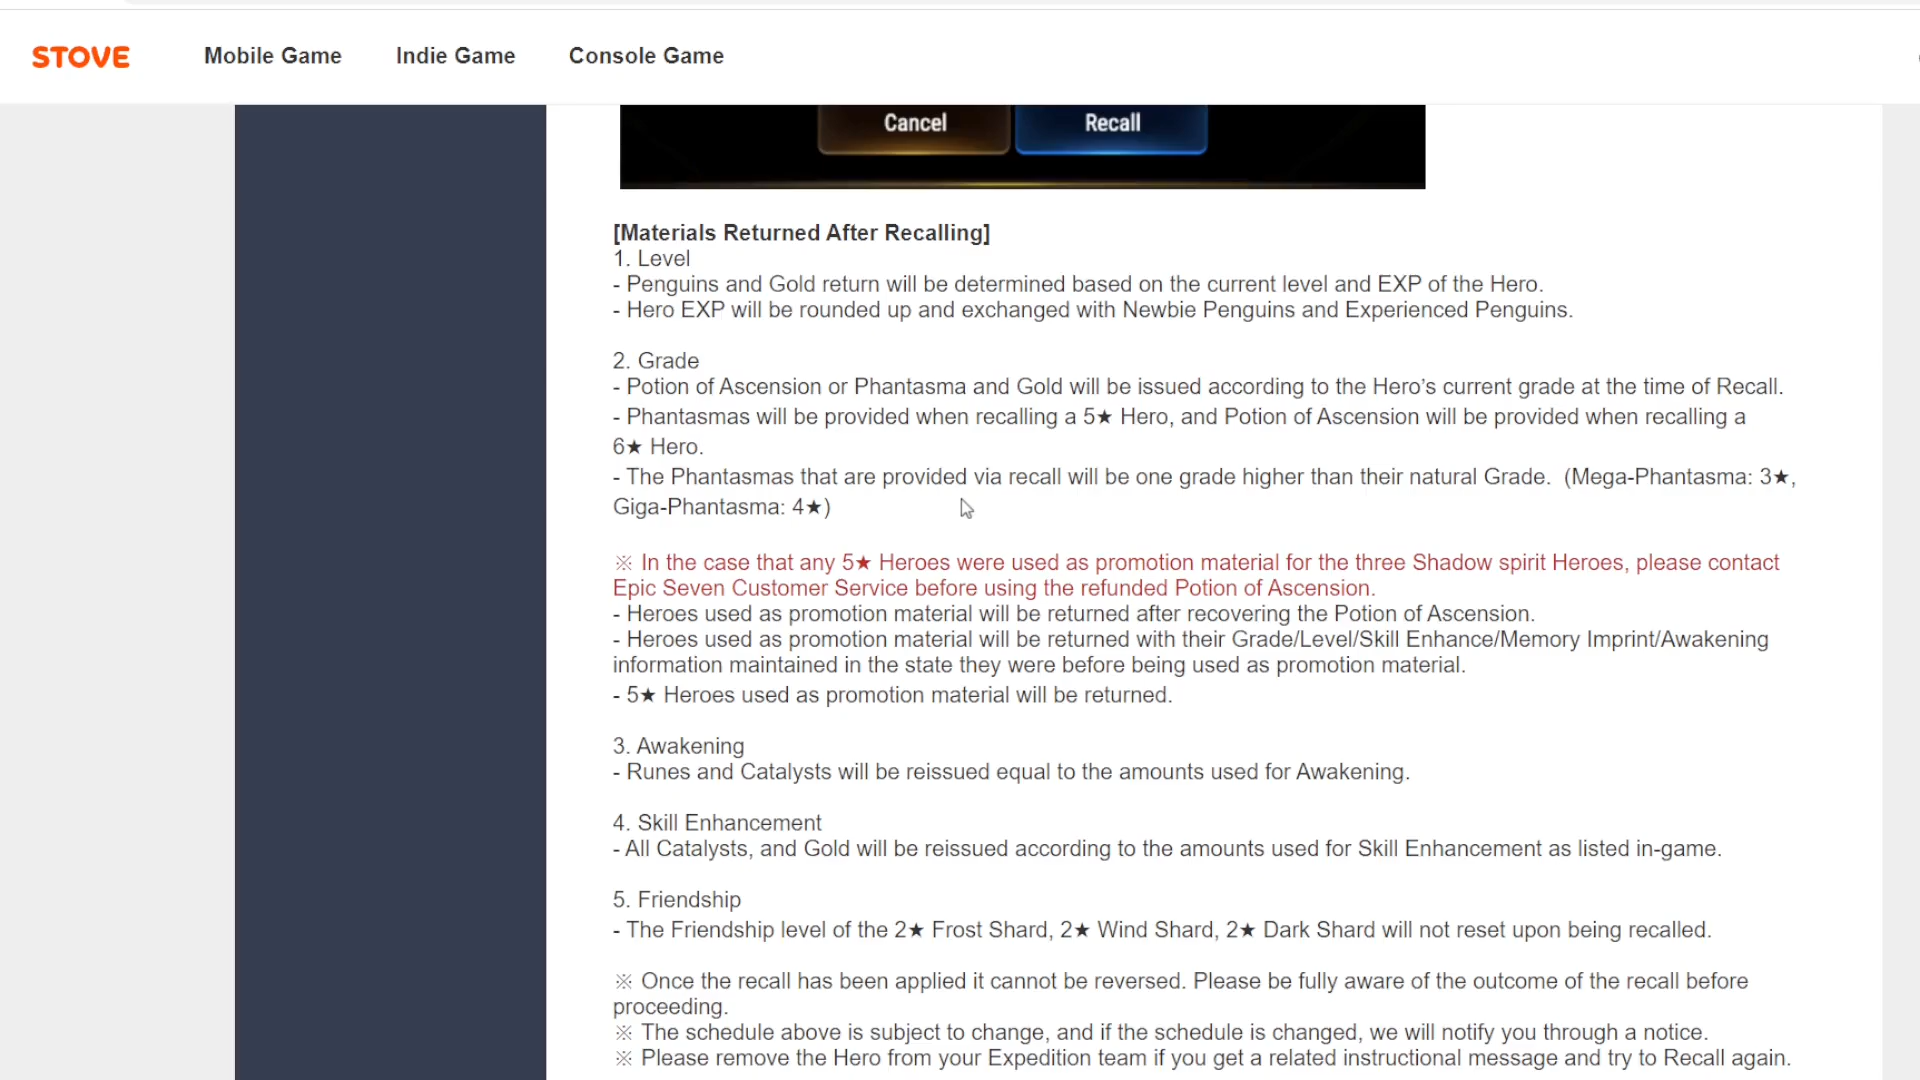 STOVE Mobile Game Indie Game Console Game
Cancel Recall
[Materials Returned After Recalling]
1. Level
- Penguins and Gold return will be determined based on the current level and EXP of the Hero.
- Hero EXP will be rounded up and exchanged with Newbie Penguins and Experienced Penguins.
2. Grade
- Potion of Ascension or Phantasma and Gold will be issued according to the Hero’s current grade at the time of Recall.
- Phantasmas will be provided when recalling a 5★ Hero, and Potion of Ascension will be provided when recalling a
6★ Hero.
- The Phantasmas that are provided via recall will be one grade higher than their natural Grade.  (Mega-Phantasma: 3★,
Giga-Phantasma: 4★)
※ In the case that any 5★ Heroes were used as promotion material for the three Shadow spirit Heroes, please contact
Epic Seven Customer Service before using the refunded Potion of Ascension.
- Heroes used as promotion material will be returned after recovering the Potion of Ascension.
- Heroes used as promotion material will be returned with their Grade/Level/Skill Enhance/Memory Imprint/Awakening
information maintained in the state they were before being used as promotion material.
- 5★ Heroes used as promotion material will be returned.
3. Awakening
- Runes and Catalysts will be reissued equal to the amounts used for Awakening.
4. Skill Enhancement
- All Catalysts, and Gold will be reissued according to the amounts used for Skill Enhancement as listed in-game.
5. Friendship
- The Friendship level of the 2★ Frost Shard, 2★ Wind Shard, 2★ Dark Shard will not reset upon being recalled.
※ Once the recall has been applied it cannot be reversed. Please be fully aware of the outcome of the recall before
proceeding.
※ The schedule above is subject to change, and if the schedule is changed, we will notify you through a notice.
※ Please remove the Hero from your Expedition team if you get a related instructional message and try to Recall again.